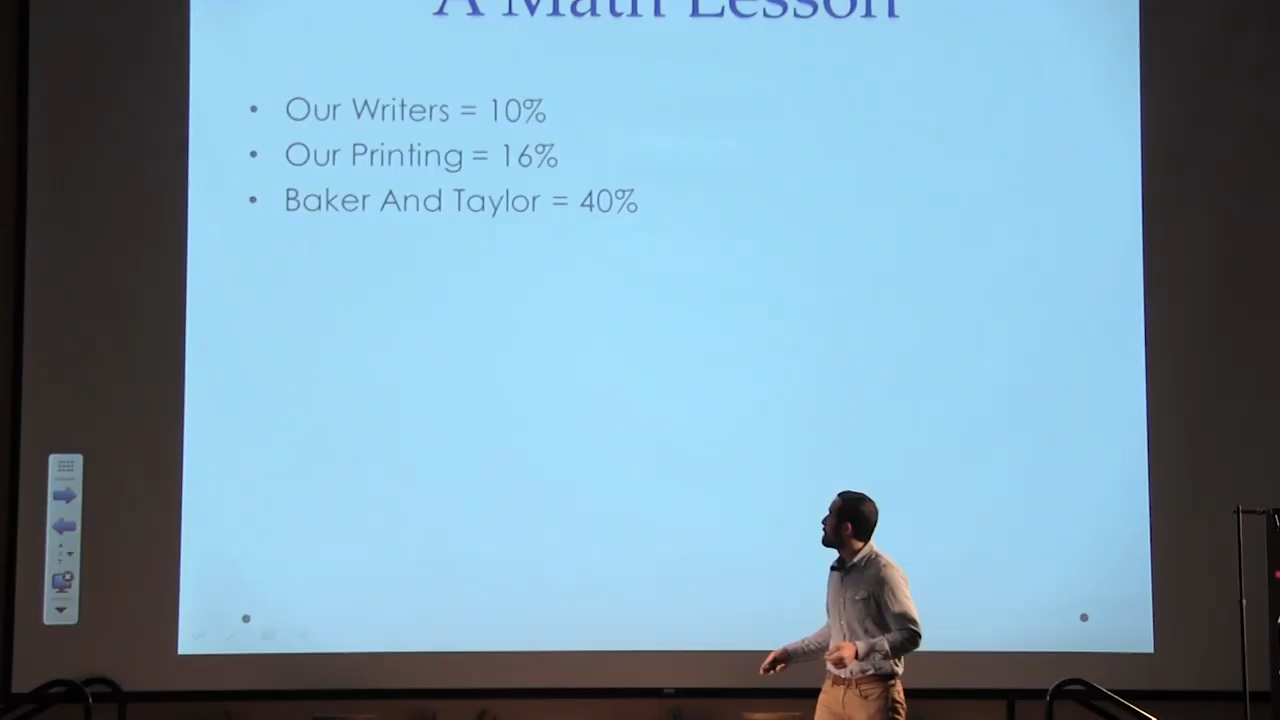 A Math Lesson
• Our Writers = 10%
• Our Printing = 16%
• Baker And Taylor = 40%